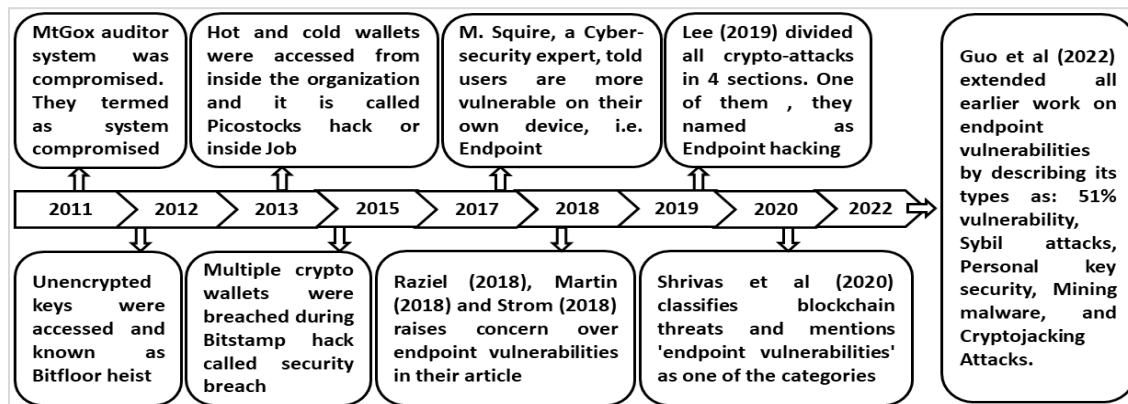 MtGox auditor
system was
compromised.
They termed
as system
compromised
Hot and cold wallets
were accessed from
inside the organization
and it is called
Picostocks hack or
inside Job
M. Squire, a Cyber-
security expert, told
users are more
vulnerable on their
own device, i.e.
Endpoint
Lee (2019) divided
all crypto-attacks
in 4 sections. One
of them , they
named as
Endpoint hacking
Guo et al (2022)
extended all
earlier work on
endpoint
vulnerabilities
by describing its
types as: 51%
vulnerability,
Sybil attacks,
Personal key
security, Mining
malware, and
Cryptojacking
Attacks.
2011 2012 2013 2015 2017 2018 2019 2020 2022
Unencrypted
keys were
accessed and
known as
Bitfloor heist
Multiple crypto
wallets were
breached during
Bitstamp hack
called security
breach
Raziel (2018), Martin
(2018) and Strom (2018)
raises concern over
endpoint vulnerabilities
in their article
Shrivas et al (2020)
classifies blockchain
threats and mentions
'endpoint vulnerabilities'
as one of the categories